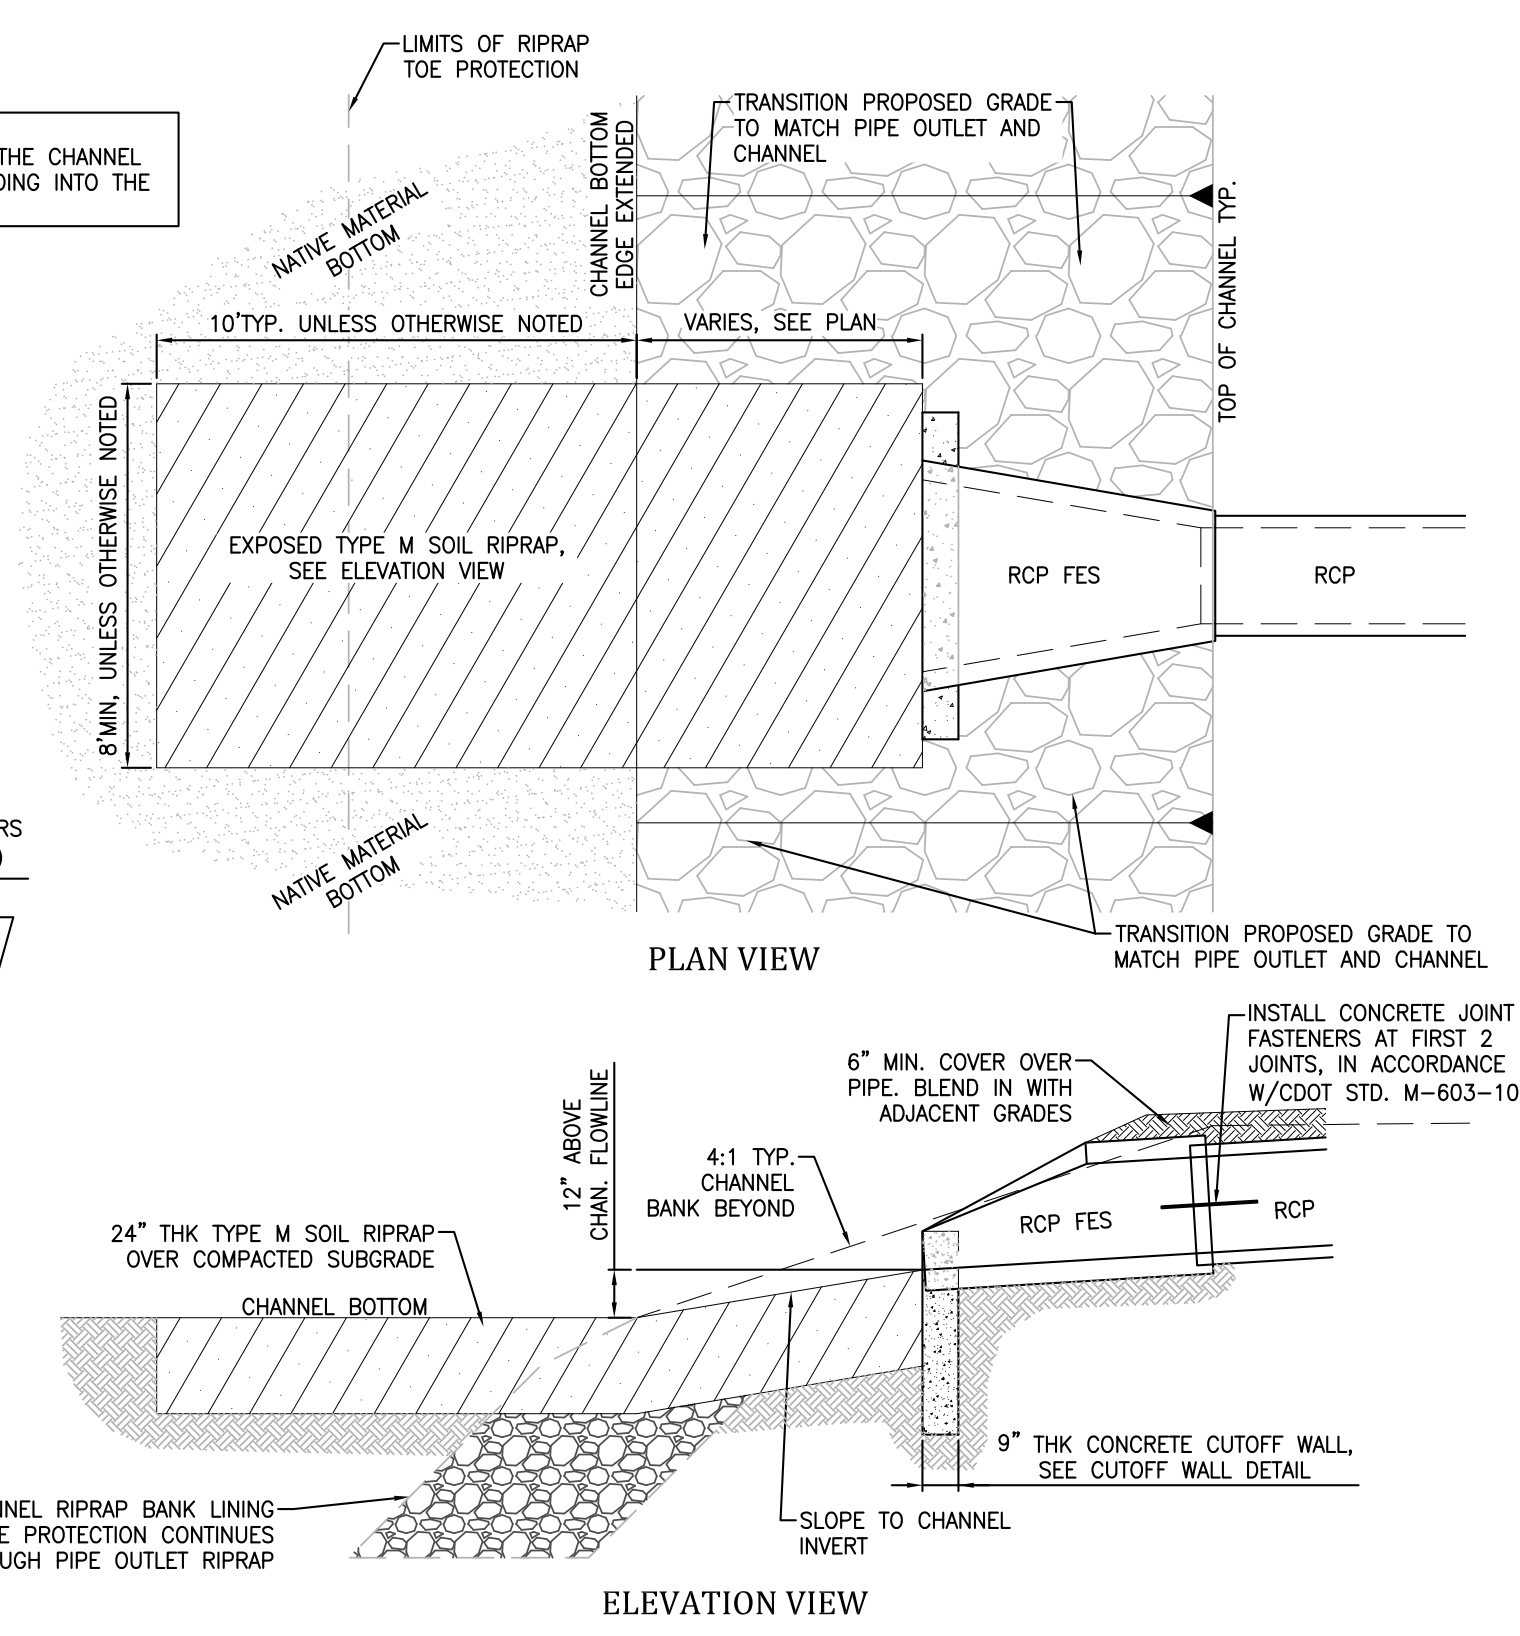 LIMITS OF RIPRAP
TOE PROTECTION
THE CHANNEL
INTO THE
CHANNEL BOTTOM
EDGE EXTENDED
TRANSITION PROPOSED GRADE
TO MATCH PIPE OUTLET AND
CHANNEL
TOP OF CHANNEL TYP.
NATIVE MATERIAL
BOTTOM
10'TYP. UNLESS OTHERWISE NOTED
VARIES, SEE PLAN
8'MIN, UNLESS OTHERWISE NOTED
EXPOSED TYPE M SOIL RIPRAP,
SEE ELEVATION VIEW
RCP FES
RCP
NATIVE MATERIAL
BOTTOM
TRANSITION PROPOSED GRADE TO
MATCH PIPE OUTLET AND CHANNEL
PLAN VIEW
INSTALL CONCRETE JOINT
FASTENERS AT FIRST 2
JOINTS, IN ACCORDANCE
W/CDOT STD. M-603-10
6" MIN. COVER OVER
PIPE. BLEND IN WITH
ADJACENT GRADES
12" ABOVE
CHAN. FLOWLINE
4:1 TYP.
CHANNEL
BANK BEYOND
24" THK TYPE M SOIL RIPRAP
OVER COMPACTED SUBGRADE
CHANNEL BOTTOM
RCP FES
RCP
9" THK CONCRETE CUTOFF WALL,
SEE CUTOFF WALL DETAIL
RIPRAP BANK LINING
PROTECTION CONTINUES
PIPE OUTLET RIPRAP
SLOPE TO CHANNEL
INVERT
ELEVATION VIEW